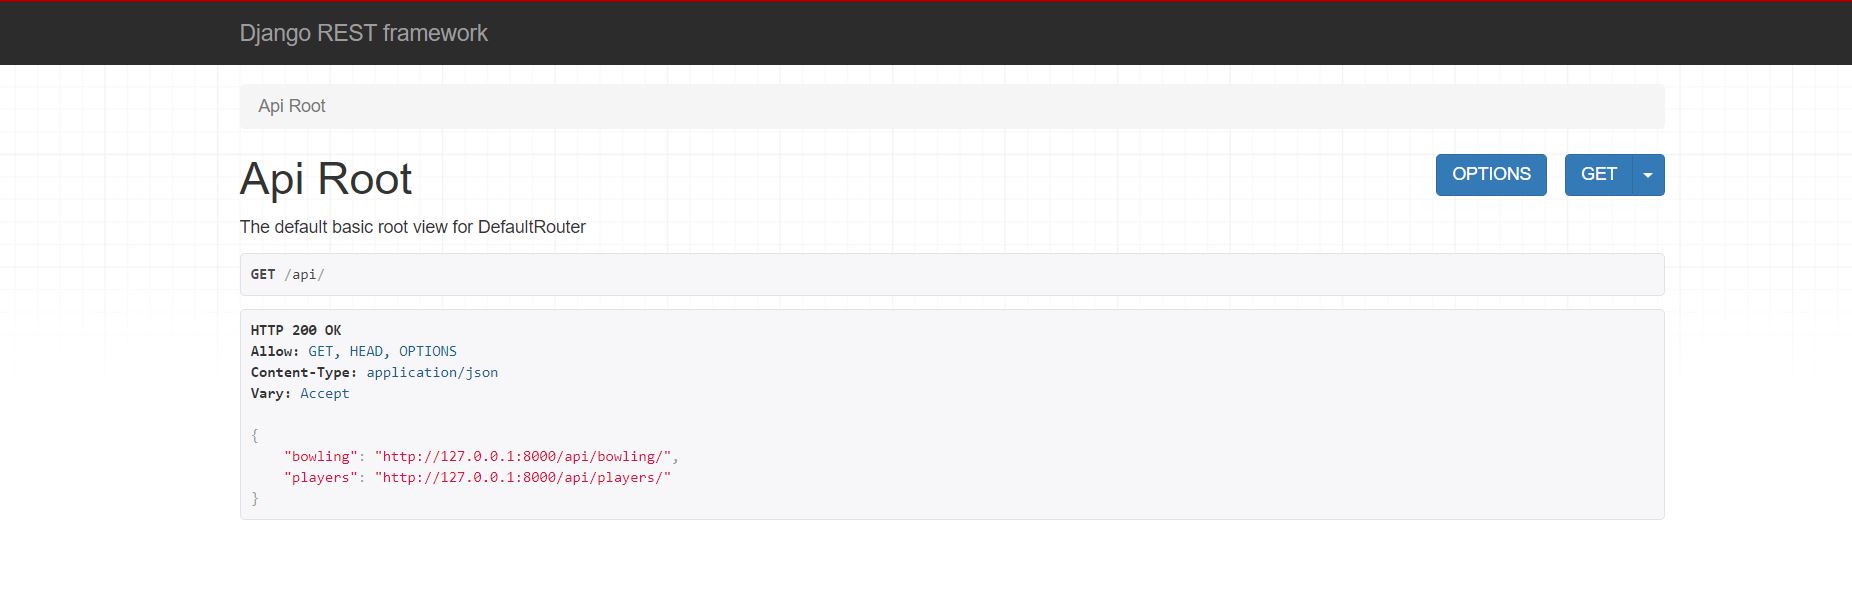 Django REST framework
Api Root
Api Root
OPTIONS
GET
The default basic root view for DefaultRouter
GET /api/
HTTP 200 OK
Allow: GET, HEAD, OPTIONS
Content-Type: application/json
Vary: Accept
{
    "bowling": "http://127.0.0.1:8000/api/bowling/",
    "players": "http://127.0.0.1:8000/api/players/"
}